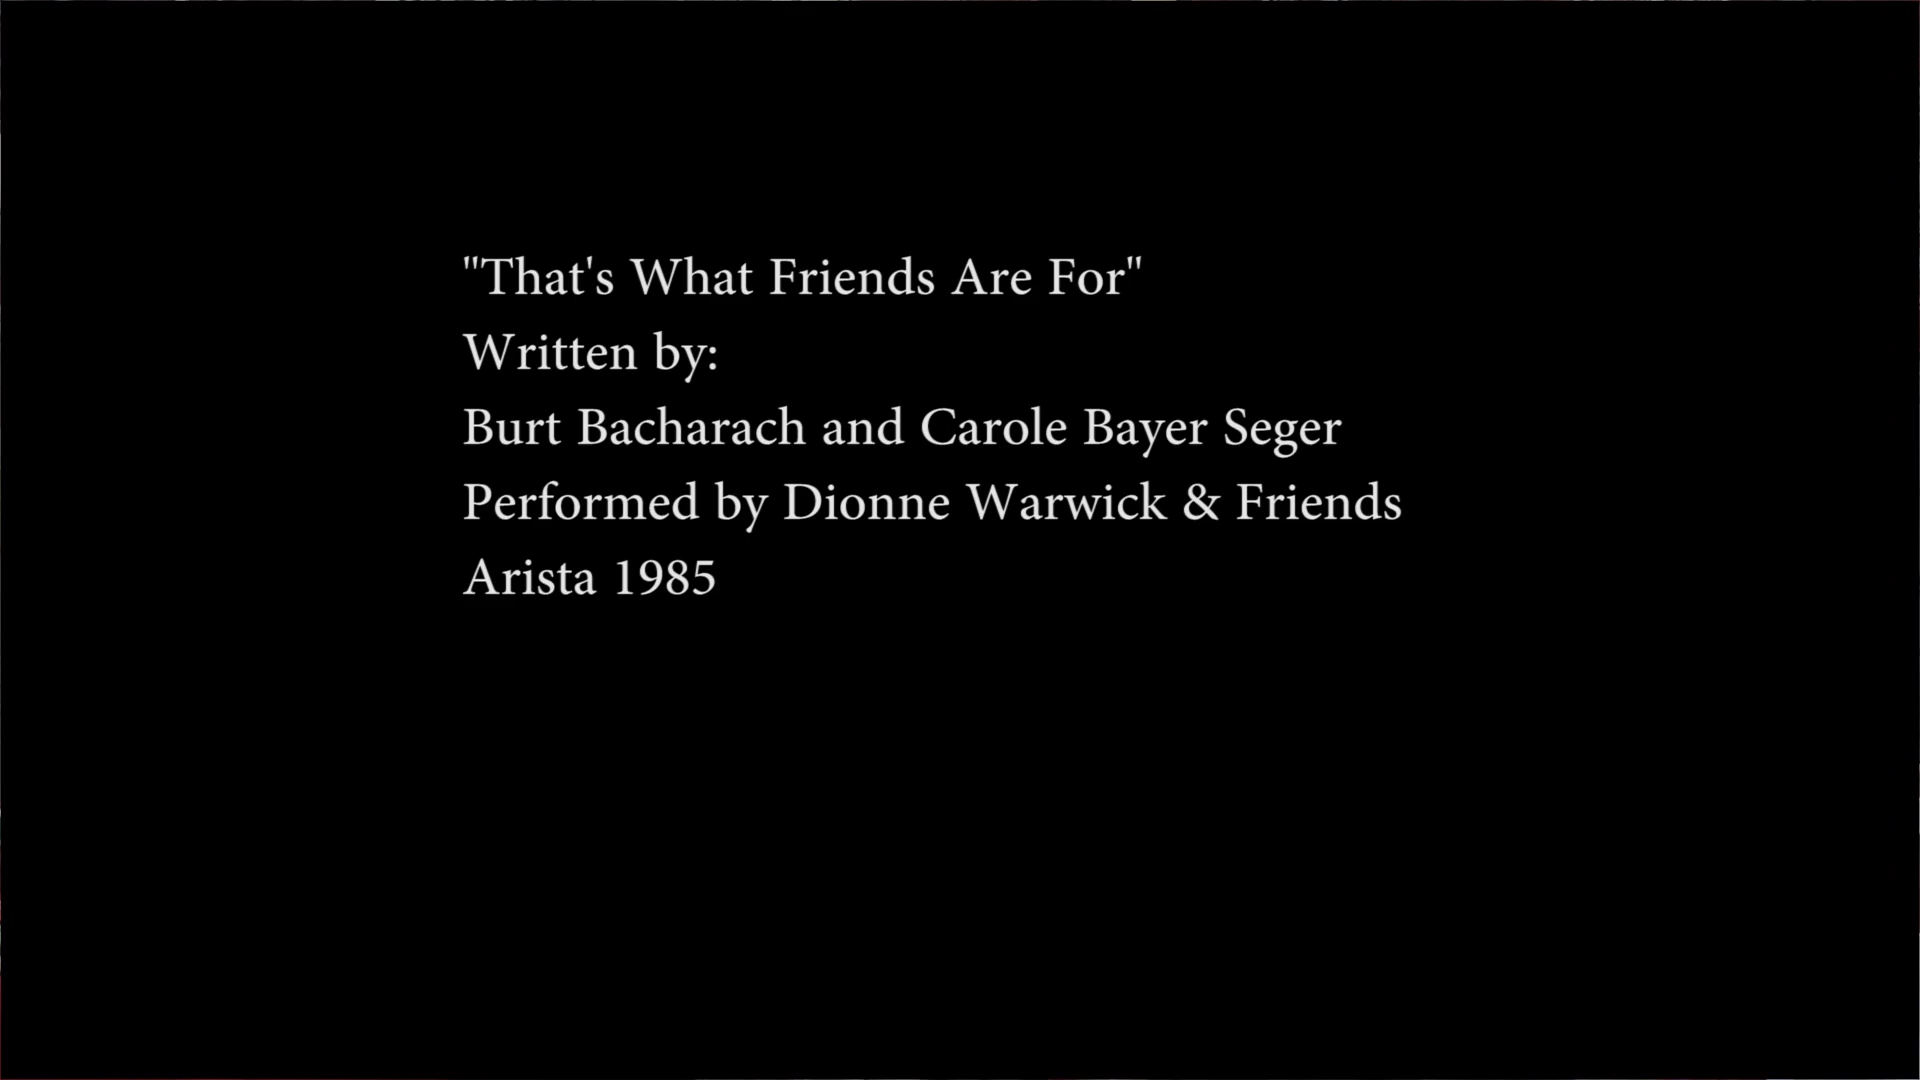 "That's What Friends Are For"
Written by:
Burt Bacharach and Carole Bayer Seger
Performed by Dionne Warwick & Friends
Arista 1985